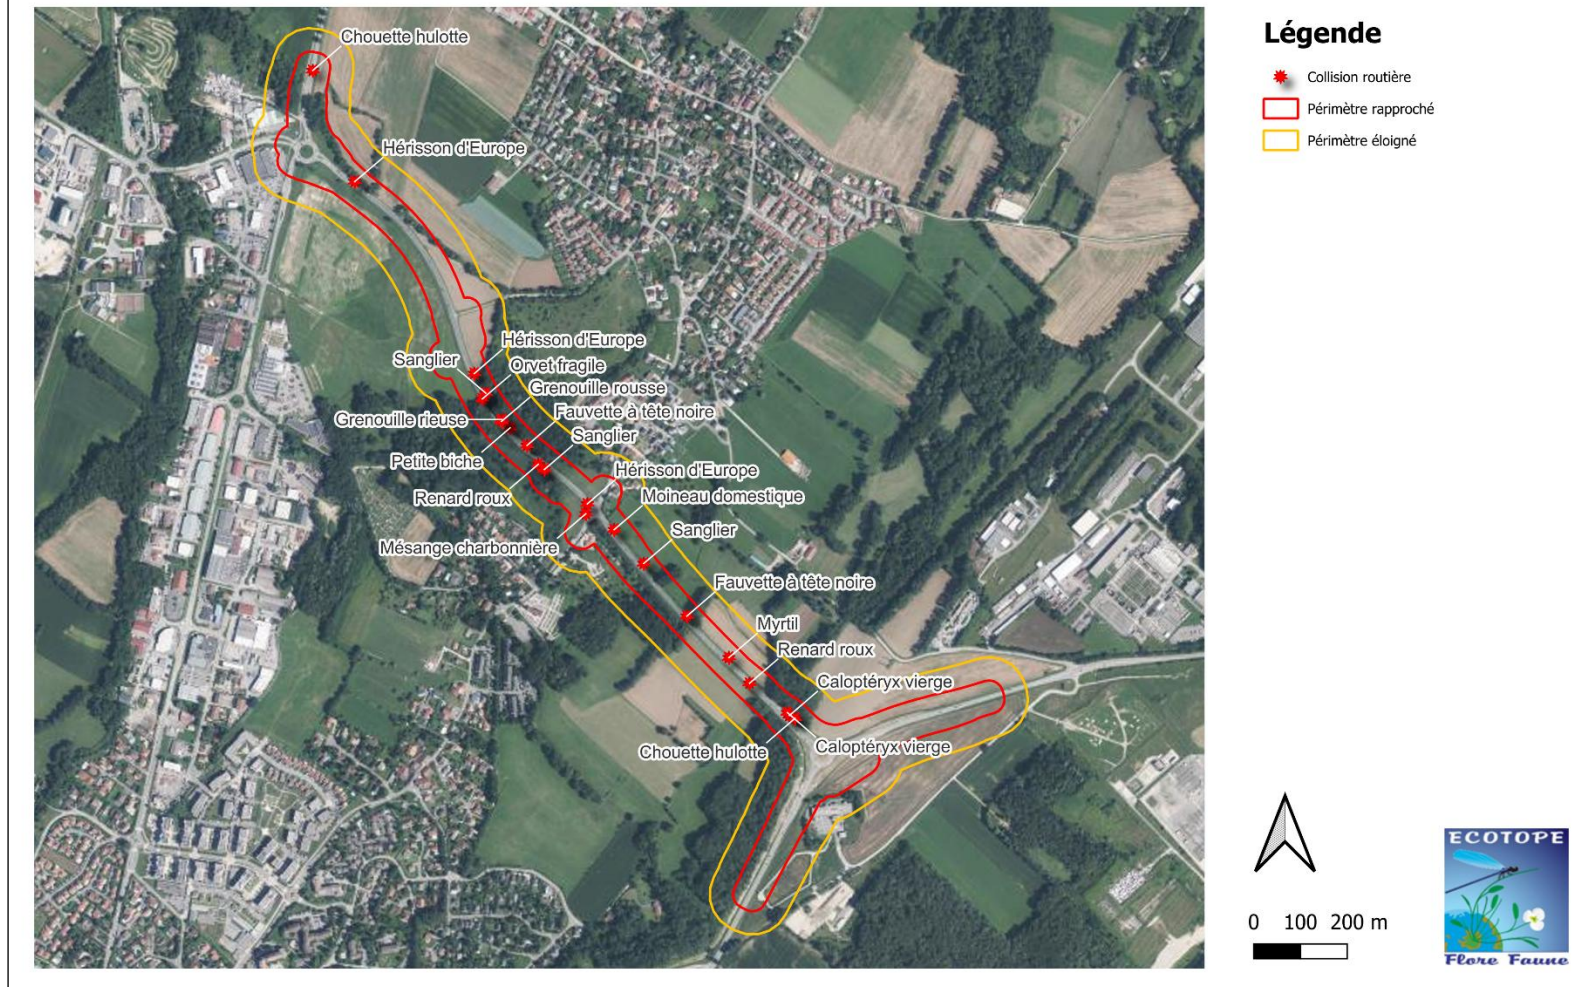 Chouette hulotte
Hérisson d'Europe
Hérisson d'Europe
Sanglier
Orvet fragile
Grenouille rousse
Grenouille rieuse
Fauvette à tête noire
Sanglier
Petite biche
Hérisson d'Europe
Renard roux
Moineau domestique
Sanglier
Mésange charbonnière
Fauvette à tête noire
Myrtil
Renard roux
Caloptéryx vierge
Chouette hulotte
Caloptéryx vierge
Légende
Collision routière
Périmètre rapproché
Périmètre éloigné
0 100 200 m
ECOTOPE
Flore Faune